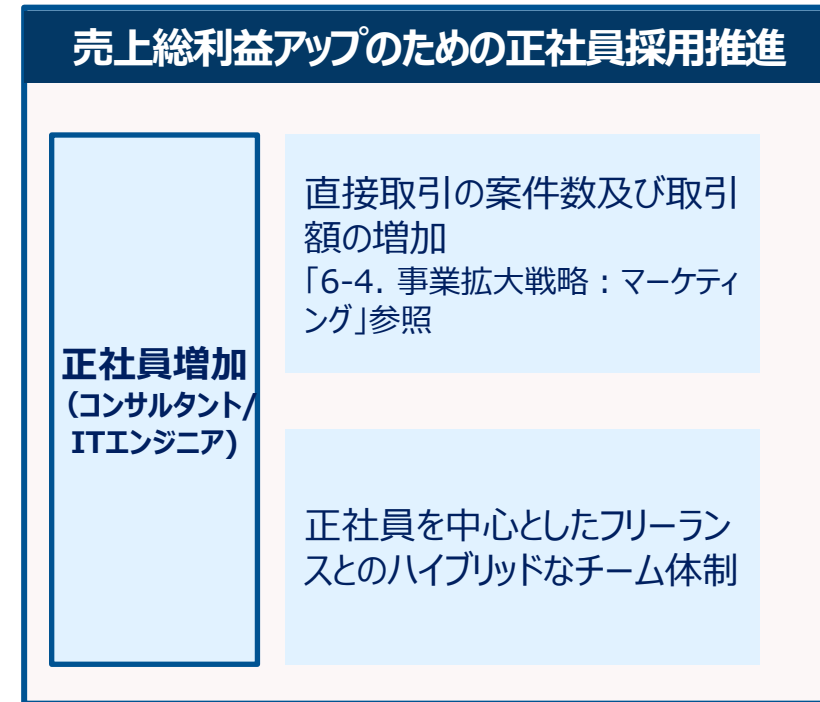 売上総利益アップのための正社員採用推進
正社員増加
（コンサルタント/
ITエンジニア)
直接取引の案件数及び取引
額の増加
「6-4. 事業拡大戦略：マーケティ
ング」参照
正社員を中心としたフリーラン
スとのハイブリッドなチーム体制